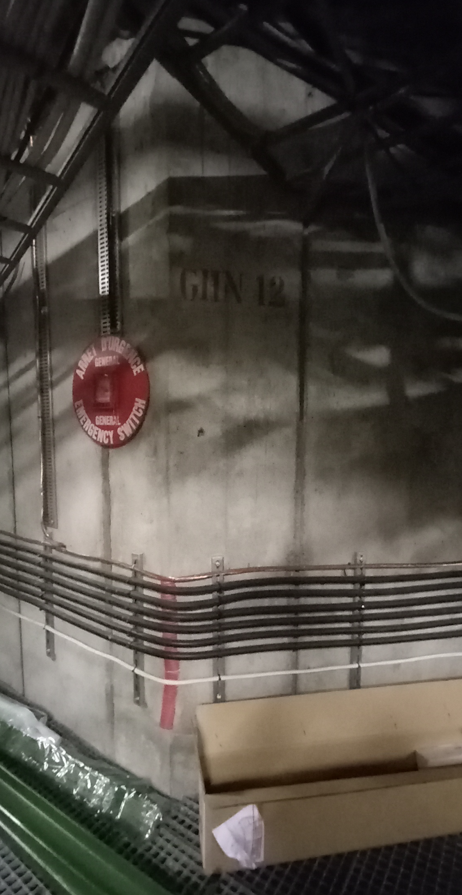 GHN 12
ARRET D'URGENCE
GENERAL
GENERAL
EMERGENCY SWITCH